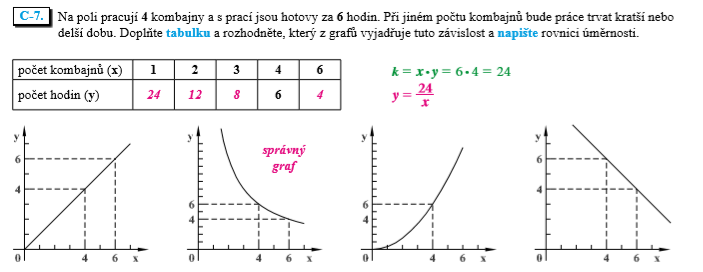 C-7. Na poli pracují 4 kombajny a s prací jsou hotovy za 6 hodin. Při jiném počtu kombajnů bude práce trvat kratší nebo
delší dobu. Doplňte tabulku a rozhodněte, který z grafů vyjadřuje tuto závislost a napište rovnici úměrnosti.
počet kombajnů (x) 1 2 3 4 6
počet hodin (y) 24 12 8 6 4
k = x•y = 6•4 = 24
y = 24/x
y 6 4 0 4 6 x
y 6 4 0 4 6 x
správný
graf
y 6 4 0 4 6 x
y 6 4 0 4 6 x